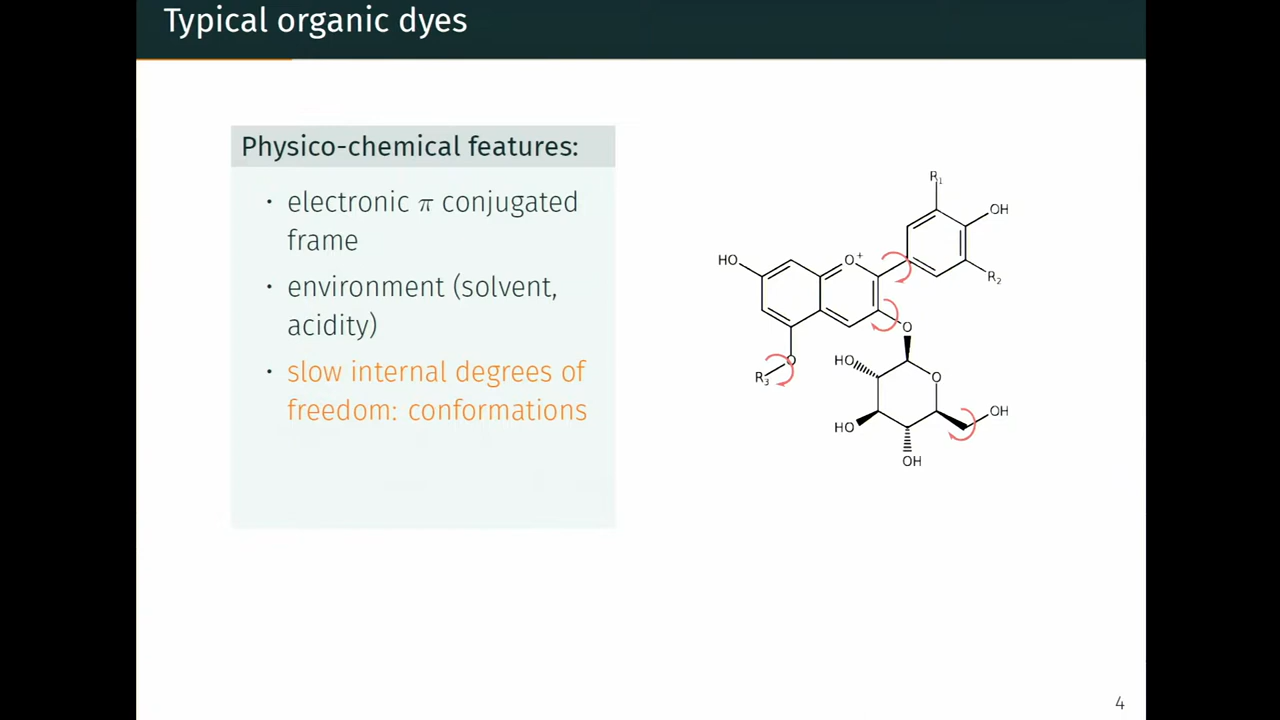 Typical organic dyes
Physico-chemical features:
· electronic π conjugated
frame
· environment (solvent,
acidity)
· slow internal degrees of
freedom: conformations
R₁
OH
HO
O⁺
R₂
O
O
HO
R₃
O
OH
HO
OH
4